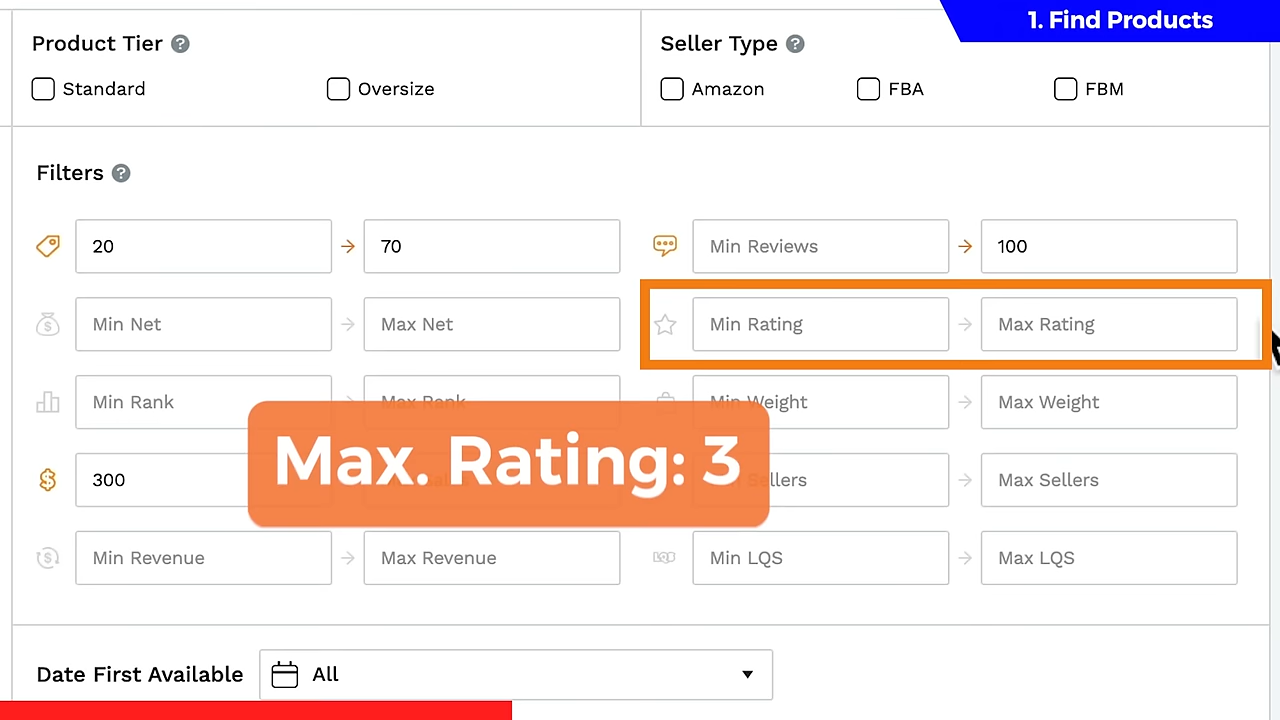 1. Find Products
Product Tier ?
Seller Type ?
Standard
Oversize
Amazon
FBA
FBM
Filters ?
20
70
Min Reviews
100
Min Net
Max Net
Min Rating
Max Rating
Min Rank
Max Rank
Min Weight
Max Weight
Max. Rating: 3
300
Sellers
Max Sellers
Min Revenue
Max Revenue
Min LQS
Max LQS
Date First Available
All